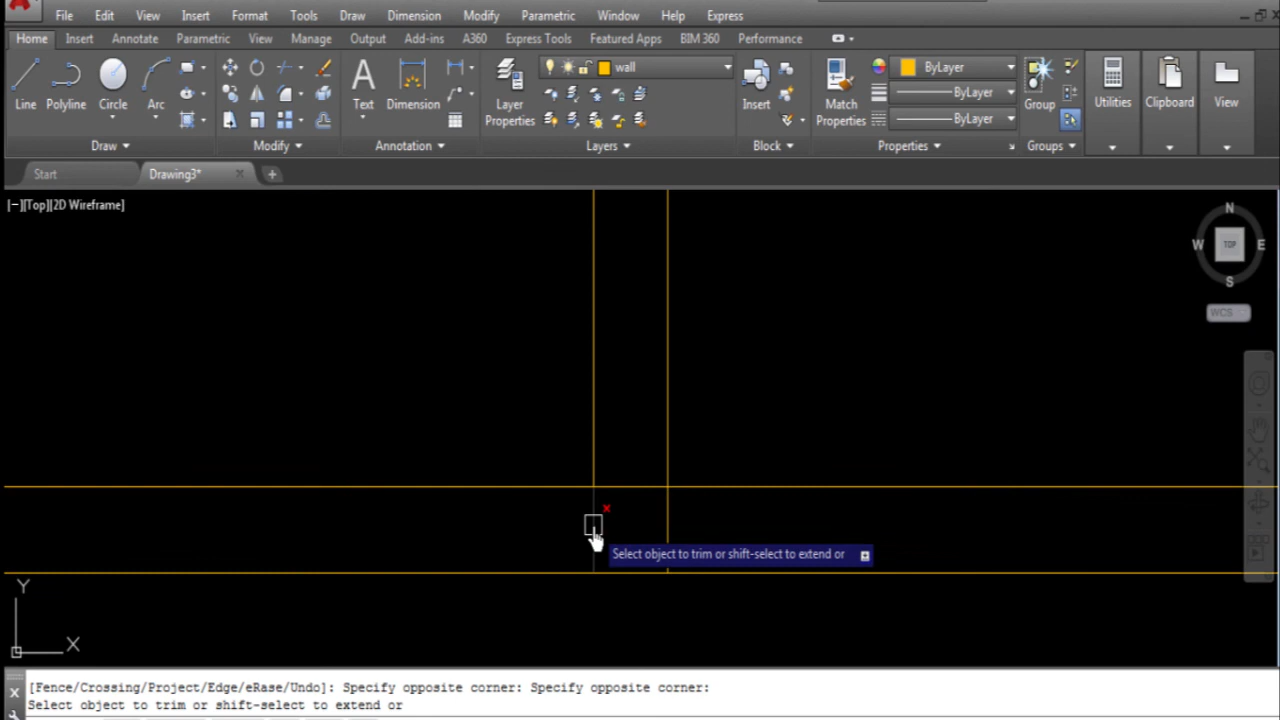 File Edit View Insert Format Tools Draw Dimension Modify Parametric Window Help Express
Home Insert Annotate Parametric View Manage Output Add-ins A360 Express Tools Featured Apps BIM 360 Performance
wall
ByLayer
ByLayer
ByLayer
Line Polyline Circle Arc Text Dimension Layer Properties Insert Match Properties Group Utilities Clipboard View
Draw Modify Annotation Layers Block Properties Groups
Start Drawing3*
[−][Top][2D Wireframe]
N
W TOP E
S
WCS
Select object to trim or shift-select to extend or
Y
X
[Fence/Crossing/Project/Edge/eRase/Undo]: Specify opposite corner: Specify opposite corner:
Select object to trim or shift-select to extend or